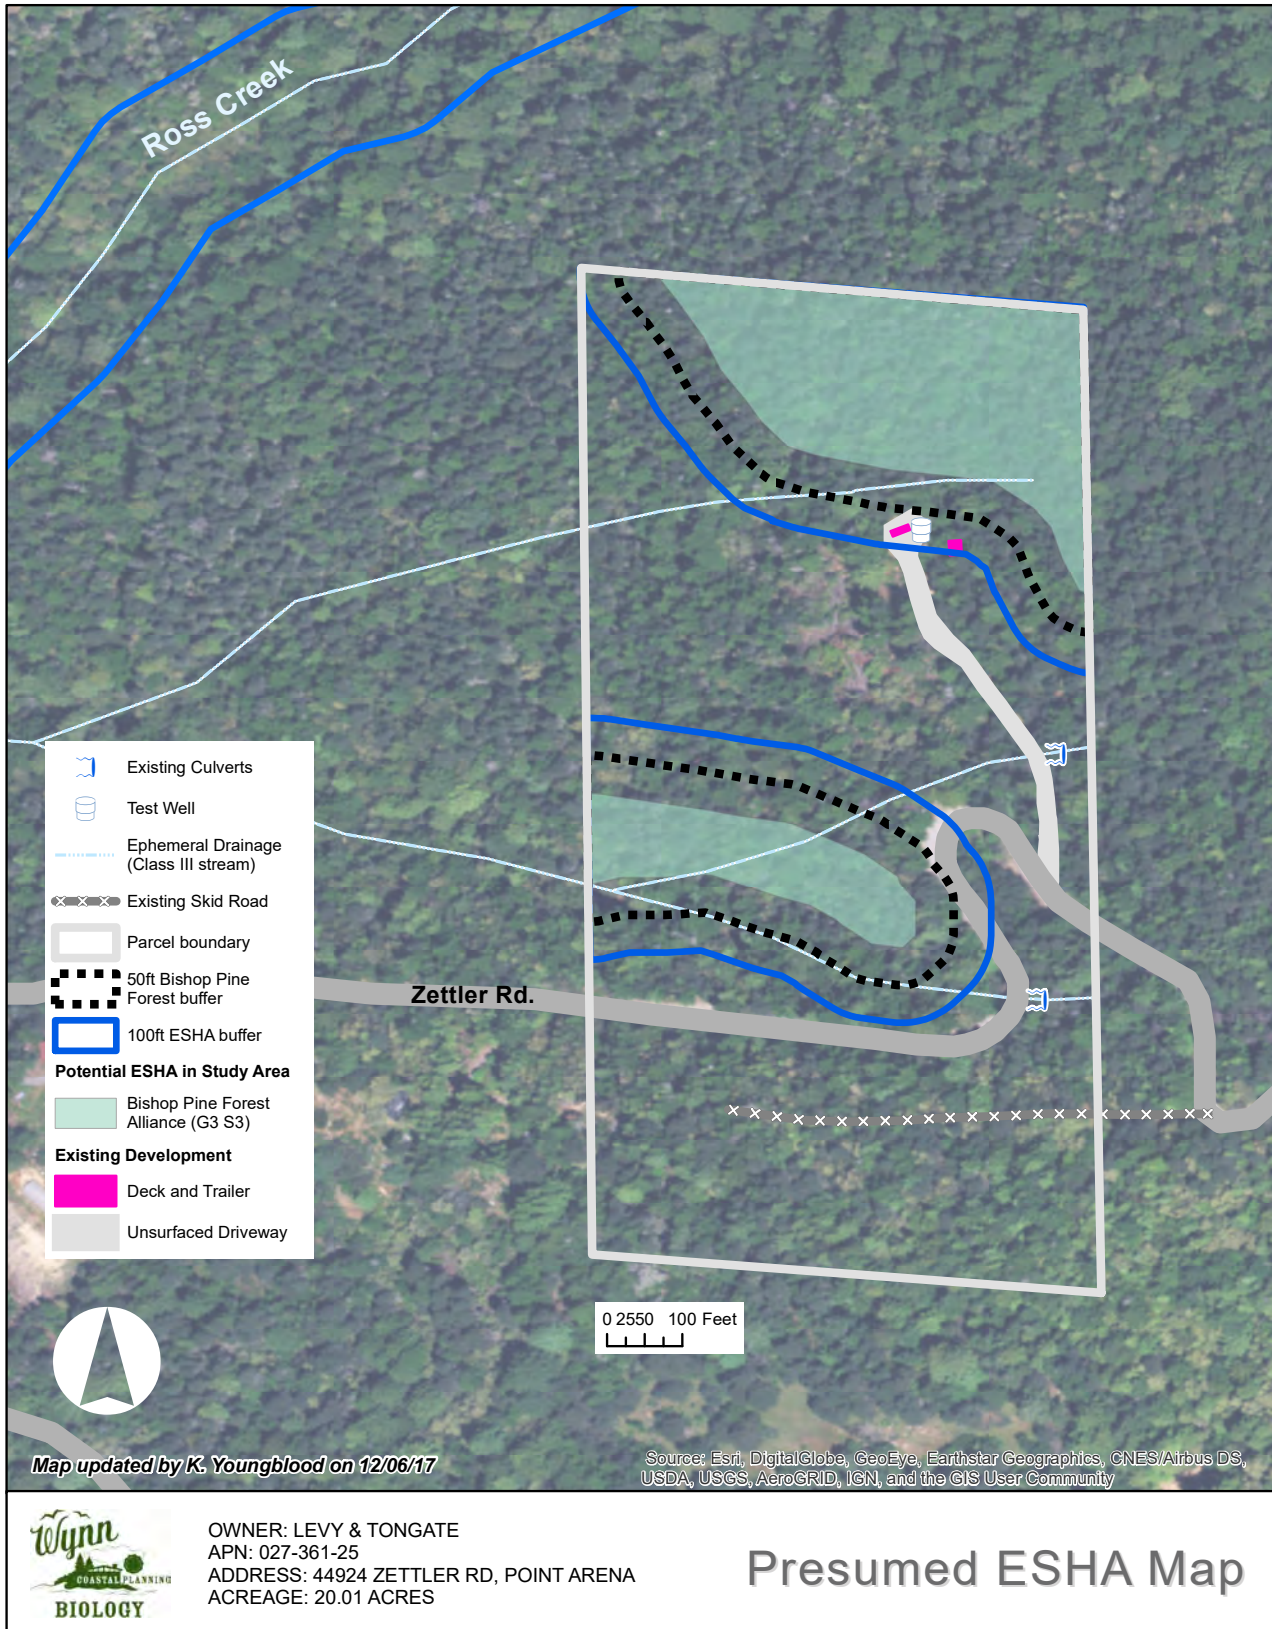 Ross Creek
Existing Culverts
Test Well
Ephemeral Drainage
(Class III stream)
Existing Skid Road
Parcel boundary
50ft Bishop Pine
Forest buffer
100ft ESHA buffer
Potential ESHA in Study Area
Bishop Pine Forest
Alliance (G3 S3)
Existing Development
Deck and Trailer
Unsurfaced Driveway
Zettler Rd.
0 2550 100 Feet
Map updated by K. Youngblood on 12/06/17
Source: Esri, DigitalGlobe, GeoEye, Earthstar Geographics, CNES/Airbus DS,
USDA, USGS, AeroGRID, IGN, and the GIS User Community
Wynn
COASTAL PLANNING
BIOLOGY
OWNER: LEVY & TONGATE
APN: 027-361-25
ADDRESS: 44924 ZETTLER RD, POINT ARENA
ACREAGE: 20.01 ACRES
Presumed ESHA Map